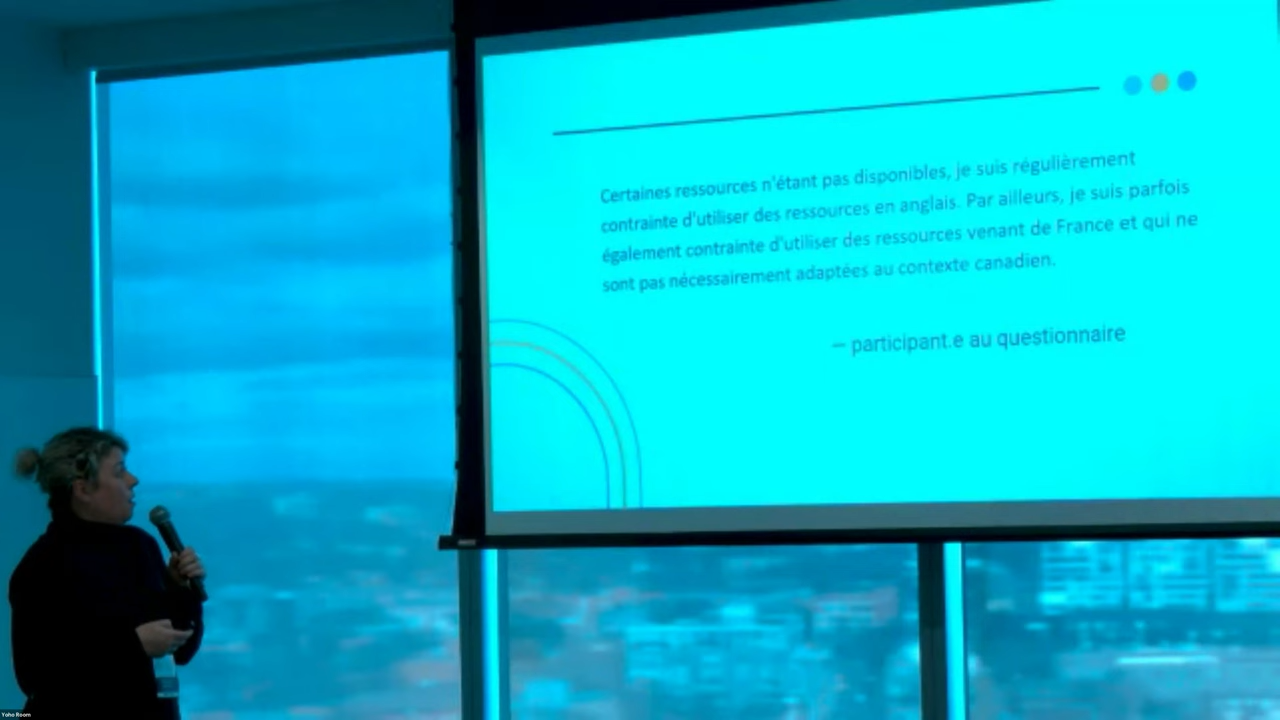 Certaines ressources n'étant pas disponibles, je suis régulièrement
contrainte d'utiliser des ressources en anglais. Par ailleurs, je suis parfois
également contrainte d'utiliser des ressources venant de France et qui ne
sont pas nécessairement adaptées au contexte canadien.
– participant.e au questionnaire
Yoho Room